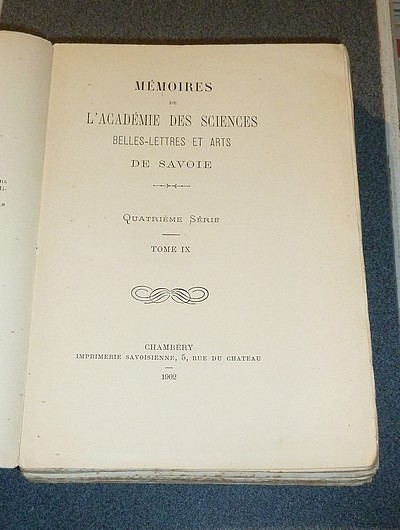 MÉMOIRES
DE
L'ACADÉMIE DES SCIENCES
BELLES-LETTRES ET ARTS
DE SAVOIE
QUATRIÈME SÉRIE
TOME IX
CHAMBÉRY
IMPRIMERIE SAVOISIENNE, 5, RUE DU CHATEAU
1902